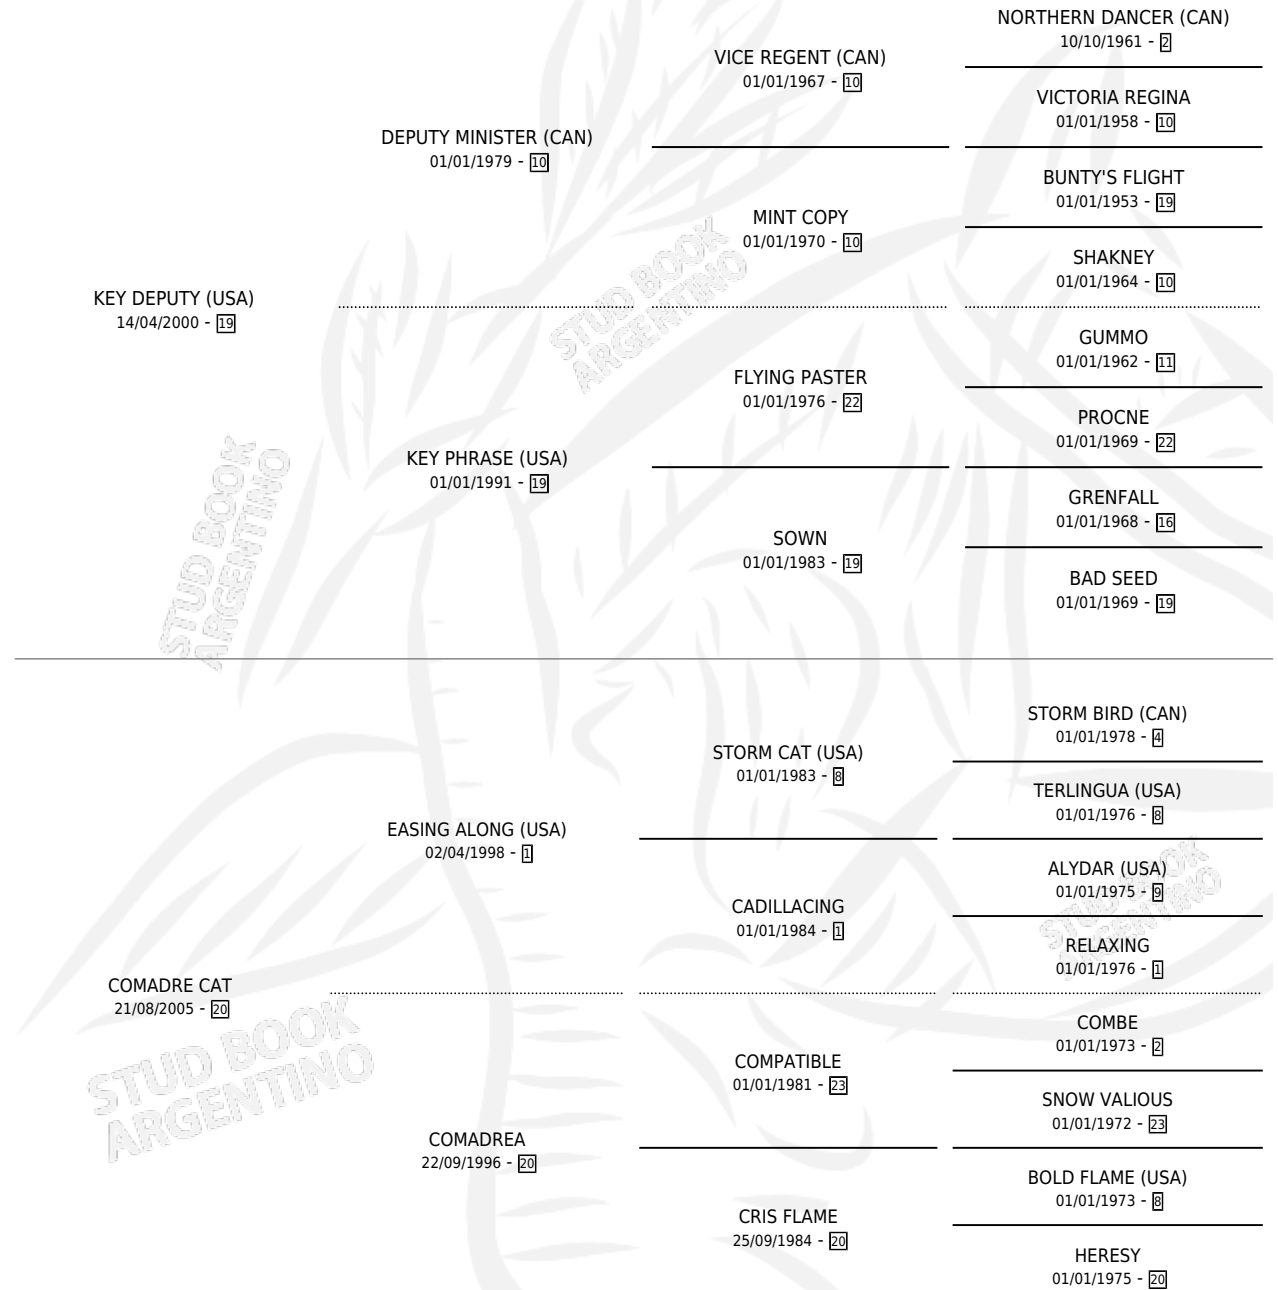 NORTHERN DANCER (CAN)
10/10/1961 - 2
VICE REGENT (CAN)
01/01/1967 - 10
VICTORIA REGINA
01/01/1958 - 10
DEPUTY MINISTER (CAN)
01/01/1979 - 10
BUNTY'S FLIGHT
01/01/1953 - 19
MINT COPY
01/01/1970 - 10
SHAKNEY
01/01/1964 - 10
KEY DEPUTY (USA)
14/04/2000 - 19
STUD BOOK
ARGENTINO
GUMMO
01/01/1962 - 11
FLYING PASTER
01/01/1976 - 22
PROCNE
01/01/1969 - 22
KEY PHRASE (USA)
01/01/1991 - 19
GRENFALL
01/01/1968 - 16
SOWN
01/01/1983 - 19
BAD SEED
01/01/1969 - 19
STUD BOOK
ARGENTINO
STORM BIRD (CAN)
01/01/1978 - 4
STORM CAT (USA)
01/01/1983 - 8
TERLINGUA (USA)
01/01/1976 - 8
EASING ALONG (USA)
02/04/1998 - 1
ALYDAR (USA)
01/01/1975 - 9
CADILLACING
01/01/1984 - 1
STUD BOOK
ARGENTINO
RELAXING
01/01/1976 - 1
COMADRE CAT
21/08/2005 - 20
STUD BOOK
ARGENTINO
COMBE
01/01/1973 - 2
COMPATIBLE
01/01/1981 - 23
SNOW VALIOUS
01/01/1972 - 23
COMADREA
22/09/1996 - 20
BOLD FLAME (USA)
01/01/1973 - 8
CRIS FLAME
25/09/1984 - 20
HERESY
01/01/1975 - 20